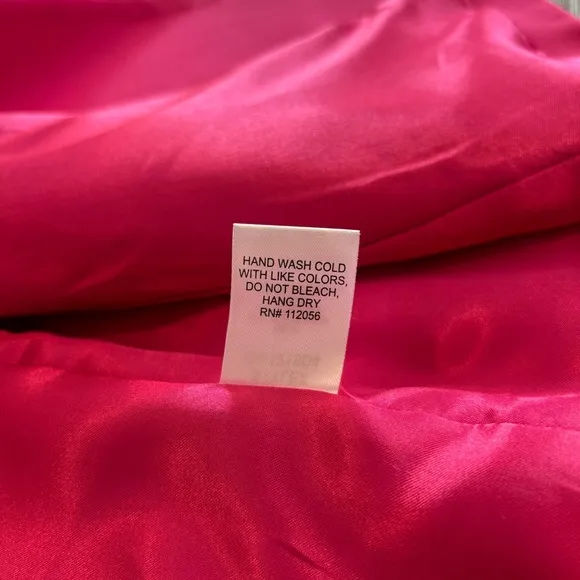 HAND WASH COLD
WITH LIKE COLORS,
DO NOT BLEACH,
HANG DRY
RN# 112056